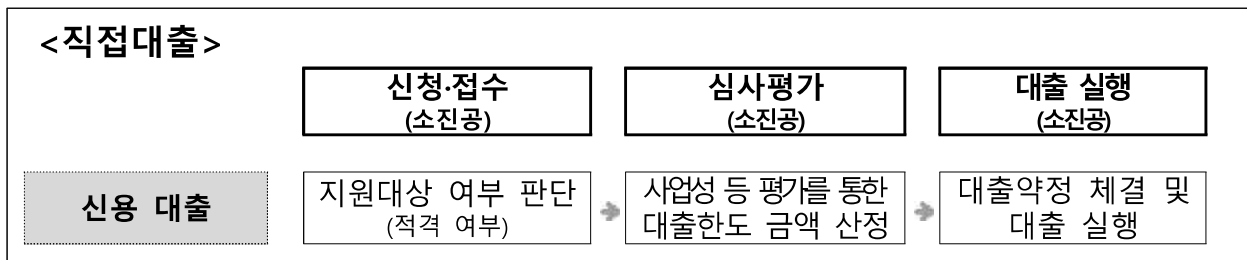 <직접대출>
신청·접수
(소진공)
심사평가
(소진공)
대출 실행
(소진공)
신용 대출
지원대상 여부 판단
(적격 여부)
사업성 등 평가를 통한
대출한도 금액 산정
대출약정 체결 및
대출 실행